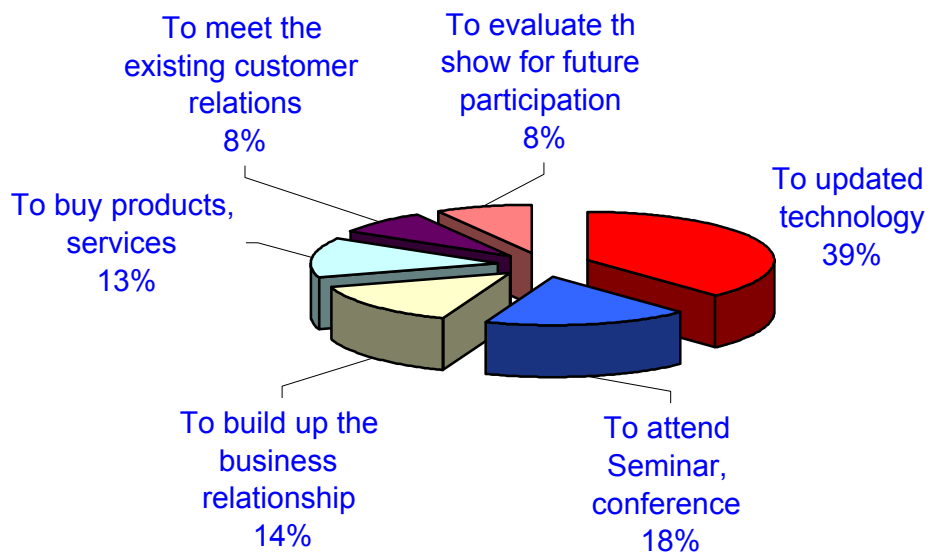 To meet the
existing customer
relations
8%
To evaluate th
show for future
participation
8%
To updated
technology
39%
To buy products,
services
13%
To build up the
business
relationship
14%
To attend
Seminar,
conference
18%